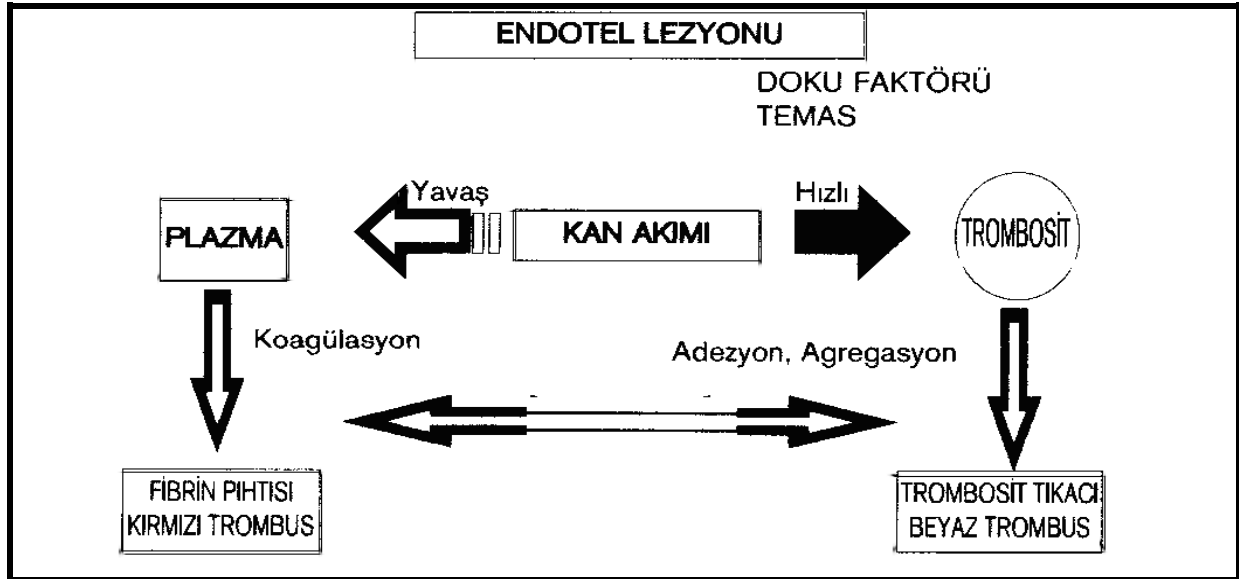 ENDOTEL LEZYONU
DOKU FAKTÖRÜ
TEMAS
Yavaş
Hızlı
PLAZMA
KAN AKIMI
TROMBOSİT
Koagülasyon
Adezyon, Agregasyon
FİBRİN PIHTISI
KIRMIZI TROMBUS
TROMBOSİT TIKACI
BEYAZ TROMBUS